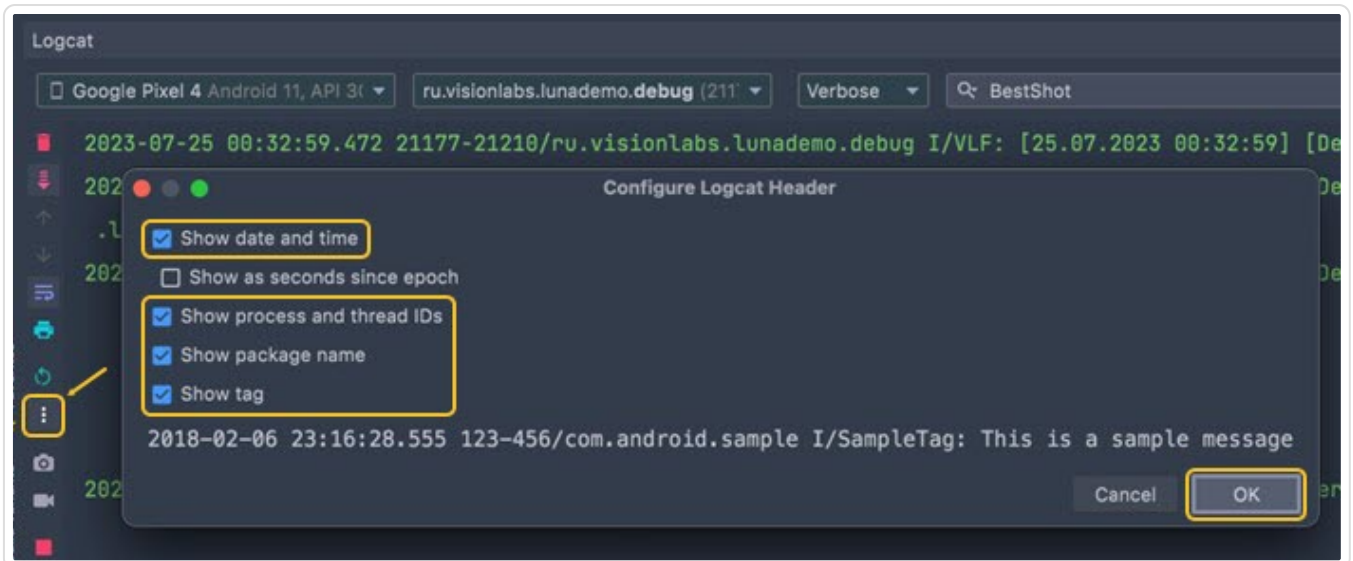 Logcat
Google Pixel 4 Android 11, API 3( ru.visionlabs.lunademo.debug (211 Verbose BestShot
2023-07-25 00:32:59.472 21177-21210/ru.visionlabs.lunademo.debug I/VLF: [25.07.2023 00:32:59] [De
202 Configure Logcat Header De
.l Show date and time
202 Show as seconds since epoch De
Show process and thread IDs
Show package name
Show tag
2018-02-06 23:16:28.555 123-456/com.android.sample I/SampleTag: This is a sample message
202 Cancel OK er